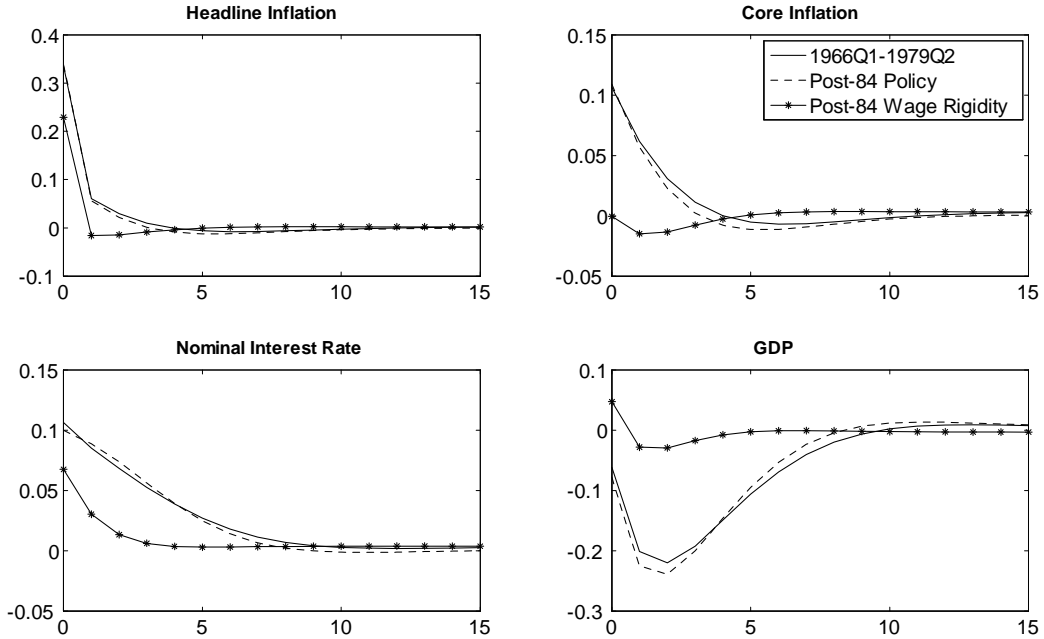 Headline Inflation
0.4
0.3
0.2
0.1
0
-0.1
0 5 10 15
Core Inflation
0.15
0.1
0.05
0
-0.05
0 5 10 15
1966Q1-1979Q2
Post-84 Policy
Post-84 Wage Rigidity
Nominal Interest Rate
0.15
0.1
0.05
0
-0.05
0 5 10 15
GDP
0.1
0
-0.1
-0.2
-0.3
0 5 10 15